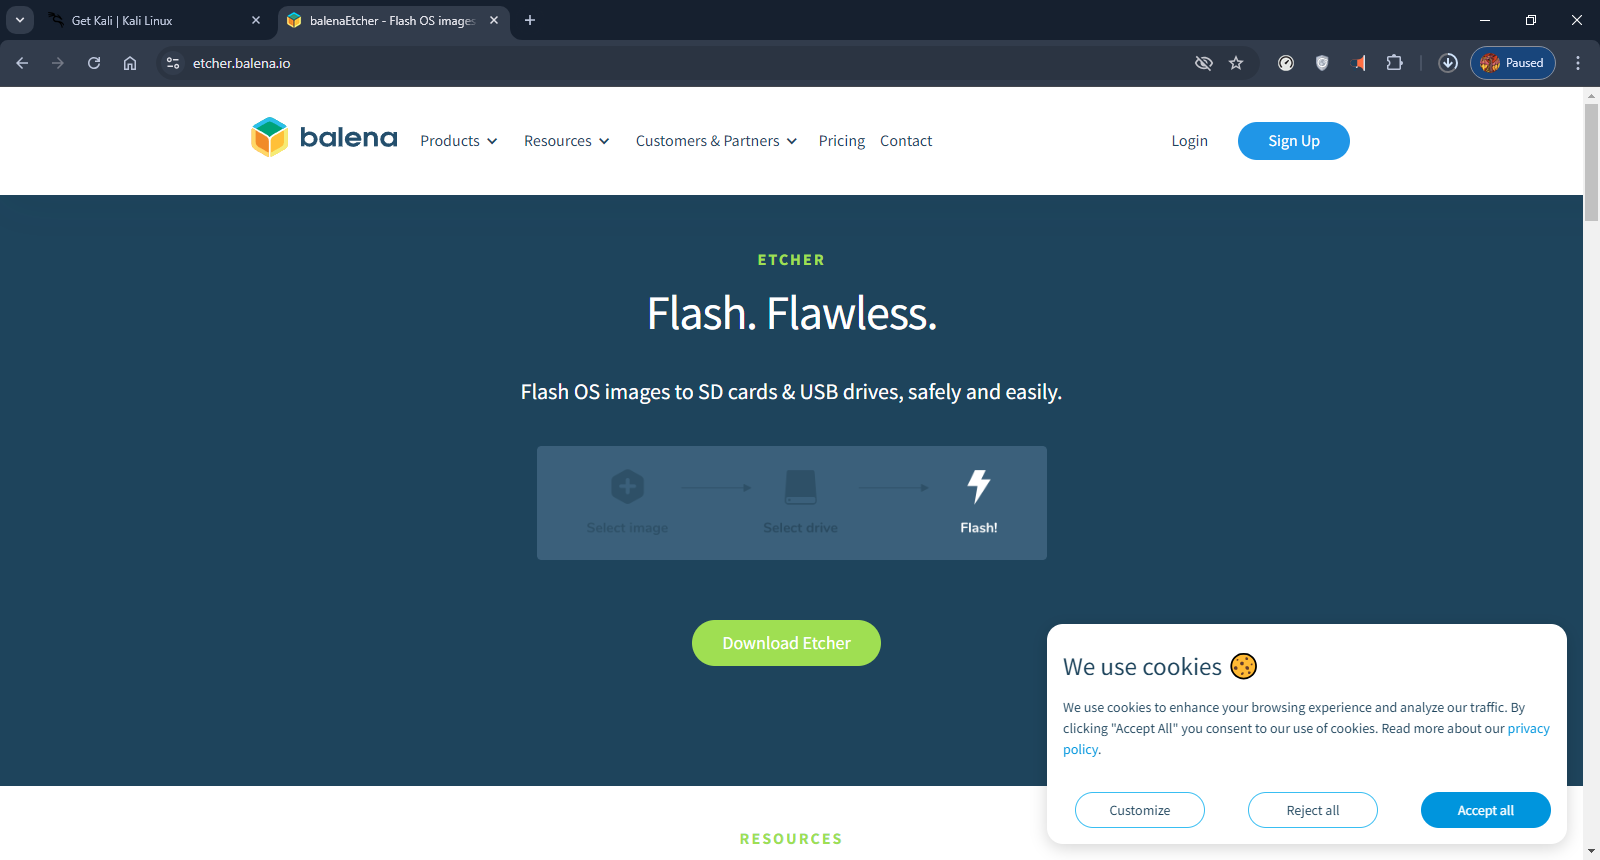 Get Kali | Kali Linux
balenaEtcher - Flash OS images
etcher.balena.io
Paused
balena
Products
Resources
Customers & Partners
Pricing
Contact
Login
Sign Up
ETCHER
Flash. Flawless.
Flash OS images to SD cards & USB drives, safely and easily.
Select image
Select drive
Flash!
Download Etcher
We use cookies
We use cookies to enhance your browsing experience and analyze our traffic. By
clicking "Accept All" you consent to our use of cookies. Read more about our privacy
policy.
Customize
Reject all
Accept all
RESOURCES